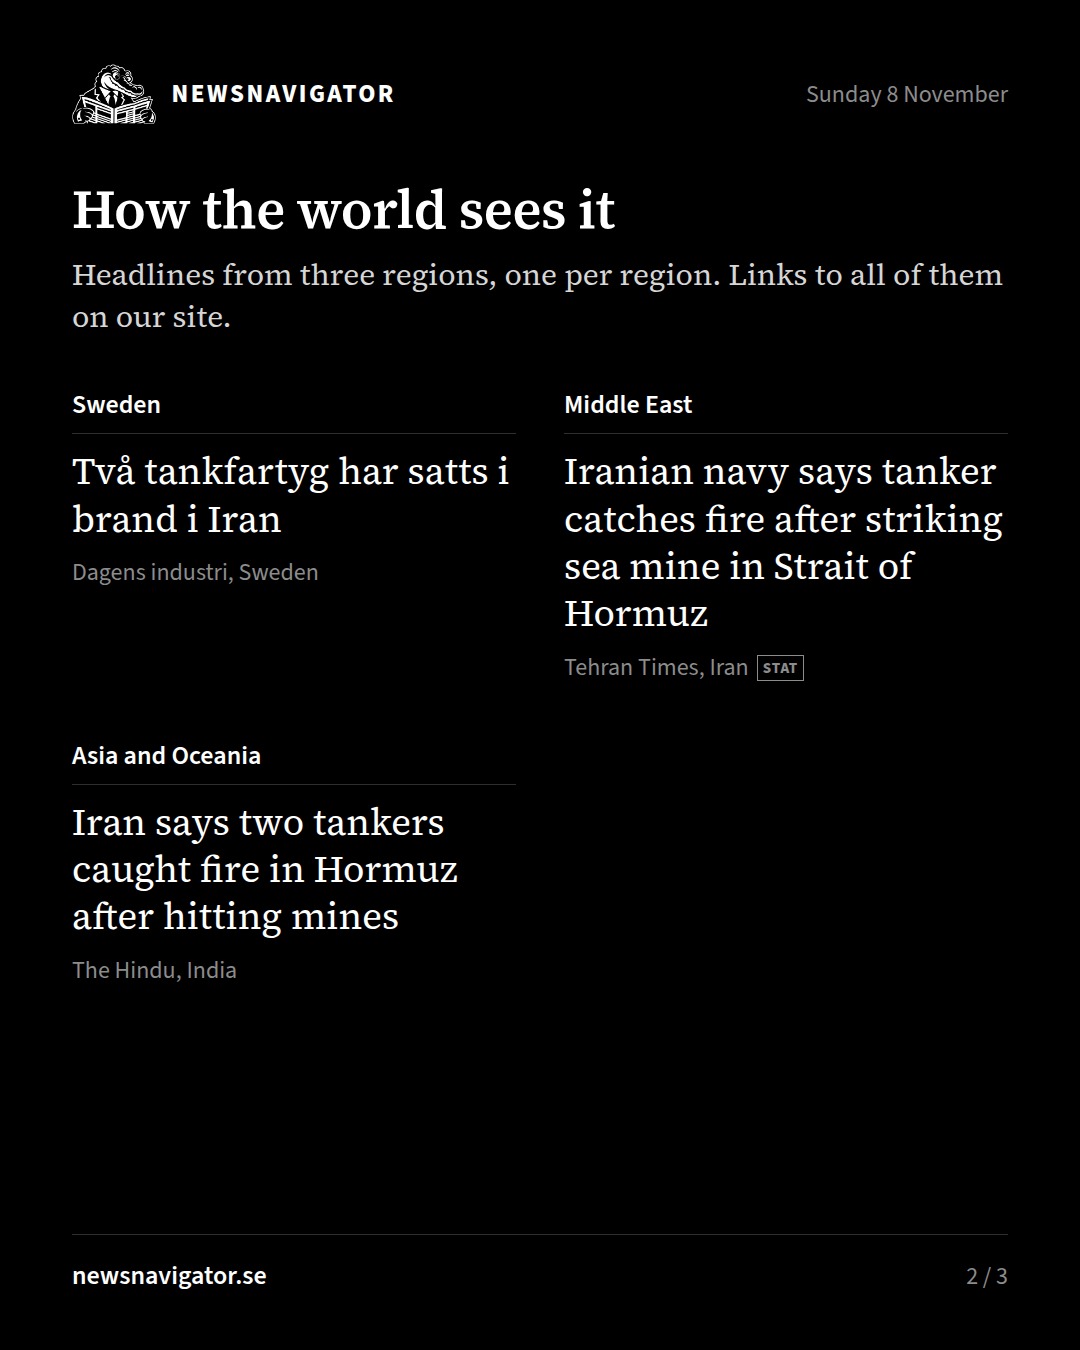 NEWSNAVIGATOR
Sunday 8 November
How the world sees it
Headlines from three regions, one per region. Links to all of them
on our site.
Sweden
Två tankfartyg har satts i
brand i Iran
Dagens industri, Sweden
Middle East
Iranian navy says tanker
catches fire after striking
sea mine in Strait of
Hormuz
Tehran Times, Iran STAT
Asia and Oceania
Iran says two tankers
caught fire in Hormuz
after hitting mines
The Hindu, India
newsnavigator.se
2 / 3